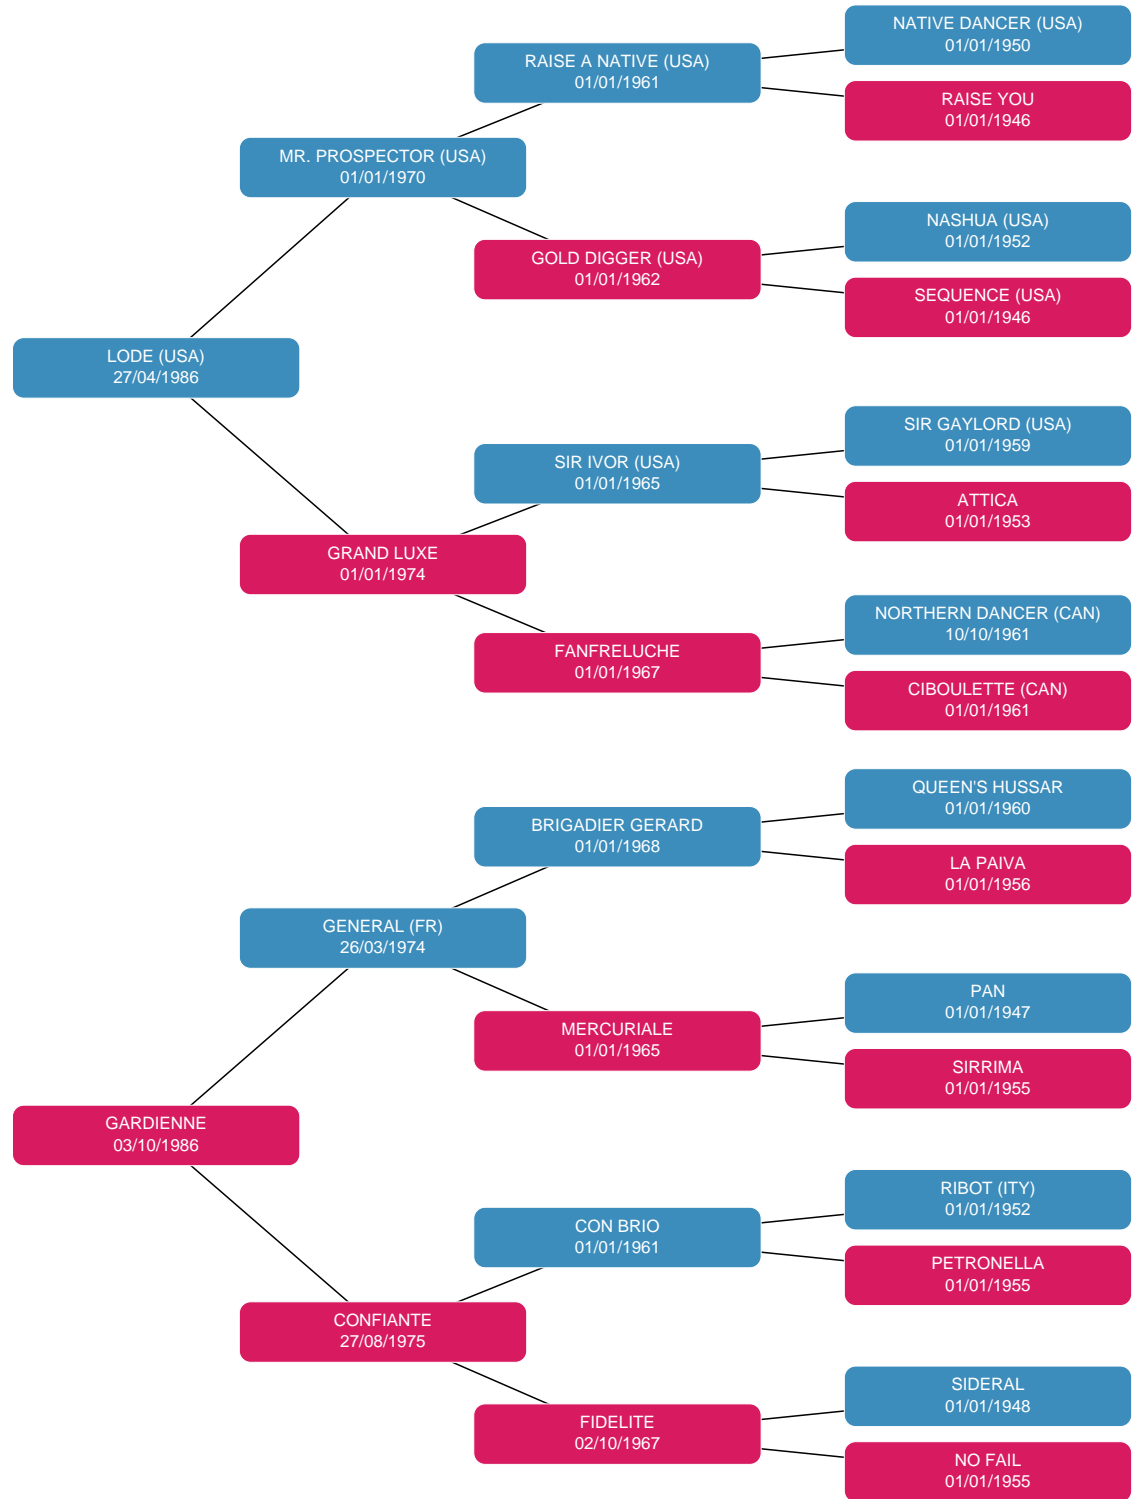 NATIVE DANCER (USA)
01/01/1950
RAISE A NATIVE (USA)
01/01/1961
RAISE YOU
01/01/1946
MR. PROSPECTOR (USA)
01/01/1970
NASHUA (USA)
01/01/1952
GOLD DIGGER (USA)
01/01/1962
SEQUENCE (USA)
01/01/1946
LODE (USA)
27/04/1986
SIR GAYLORD (USA)
01/01/1959
SIR IVOR (USA)
01/01/1965
ATTICA
01/01/1953
GRAND LUXE
01/01/1974
NORTHERN DANCER (CAN)
10/10/1961
FANFRELUCHE
01/01/1967
CIBOULETTE (CAN)
01/01/1961
QUEEN'S HUSSAR
01/01/1960
BRIGADIER GERARD
01/01/1968
LA PAIVA
01/01/1956
GENERAL (FR)
26/03/1974
PAN
01/01/1947
MERCURIALE
01/01/1965
SIRRIMA
01/01/1955
GARDIENNE
03/10/1986
RIBOT (ITY)
01/01/1952
CON BRIO
01/01/1961
PETRONELLA
01/01/1955
CONFIANTE
27/08/1975
SIDERAL
01/01/1948
FIDELITE
02/10/1967
NO FAIL
01/01/1955